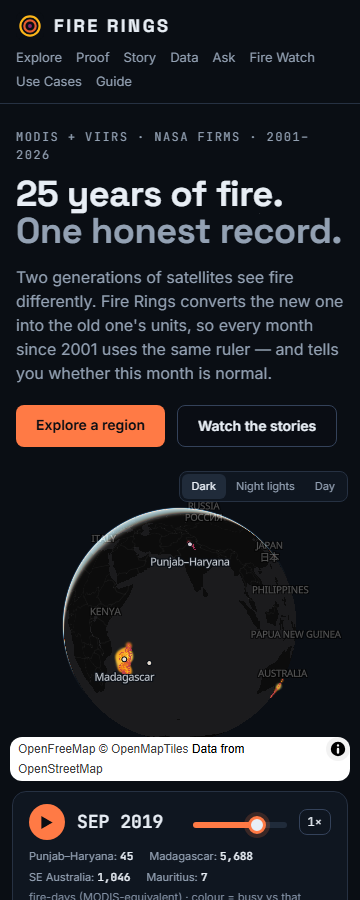 FIRE RINGS
Explore Proof Story Data Ask Fire Watch
Use Cases Guide
MODIS + VIIRS · NASA FIRMS · 2001–
2026
25 years of fire.
One honest record.
Two generations of satellites see fire
differently. Fire Rings converts the new one
into the old one's units, so every month
since 2001 uses the same ruler — and tells
you whether this month is normal.
Explore a region
Watch the stories
Dark Night lights Day
RUSSIA
РОССИЯ
ITALY
JAPAN
日本
Punjab–Haryana
PHILIPPINES
KENYA
PAPUA NEW GUINEA
AUSTRALIA
Madagascar
OpenFreeMap © OpenMapTiles Data from
OpenStreetMap
SEP 2019
1×
Punjab–Haryana: 45 Madagascar: 5,688
SE Australia: 1,046 Mauritius: 7
fire-days (MODIS-equivalent) · colour = busy vs that